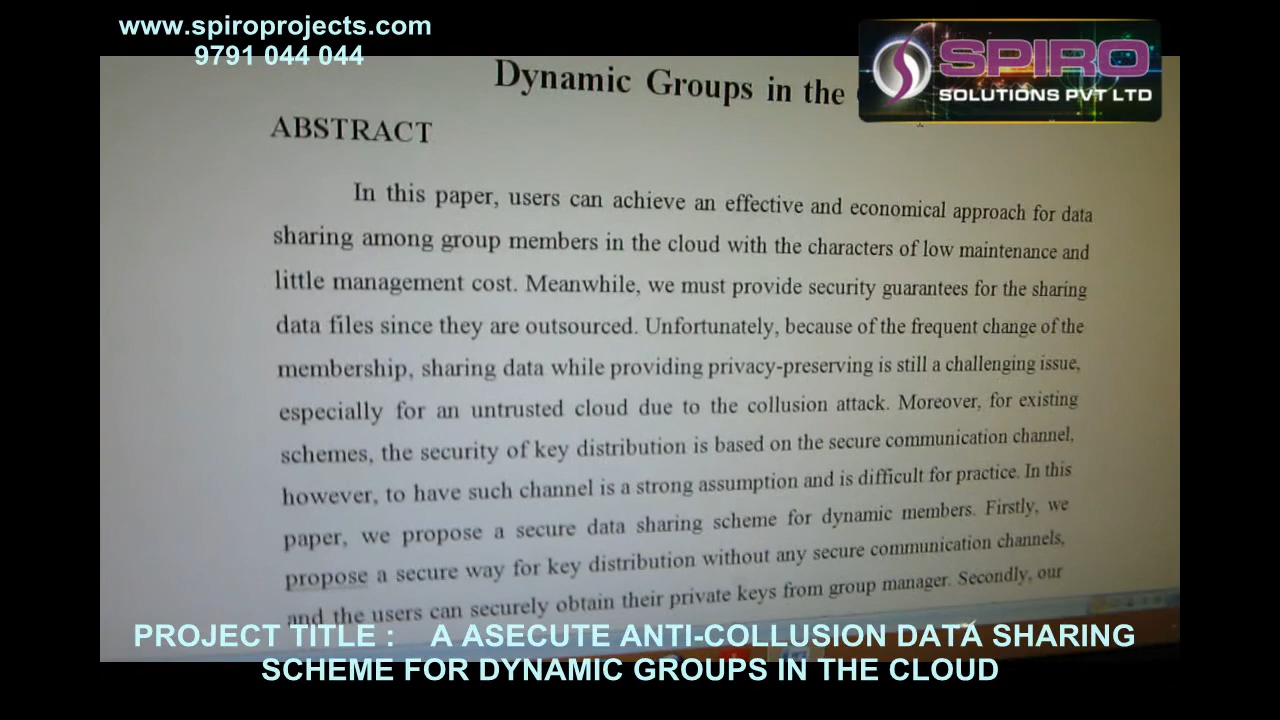 www.spiroprojects.com
9791 044 044
SPIRO
SOLUTIONS PVT LTD
Dynamic Groups in the
ABSTRACT
In this paper, users can achieve an effective and economical approach for data
sharing among group members in the cloud with the characters of low maintenance and
little management cost. Meanwhile, we must provide security guarantees for the sharing
data files since they are outsourced. Unfortunately, because of the frequent change of the
membership, sharing data while providing privacy-preserving is still a challenging issue,
especially for an untrusted cloud due to the collusion attack. Moreover, for existing
schemes, the security of key distribution is based on the secure communication channel,
however, to have such channel is a strong assumption and is difficult for practice. In this
paper, we propose a secure data sharing scheme for dynamic members. Firstly, we
propose a secure way for key distribution without any secure communication channels,
and the users can securely obtain their private keys from group manager. Secondly, our
PROJECT TITLE : A ASECUTE ANTI-COLLUSION DATA SHARING
SCHEME FOR DYNAMIC GROUPS IN THE CLOUD